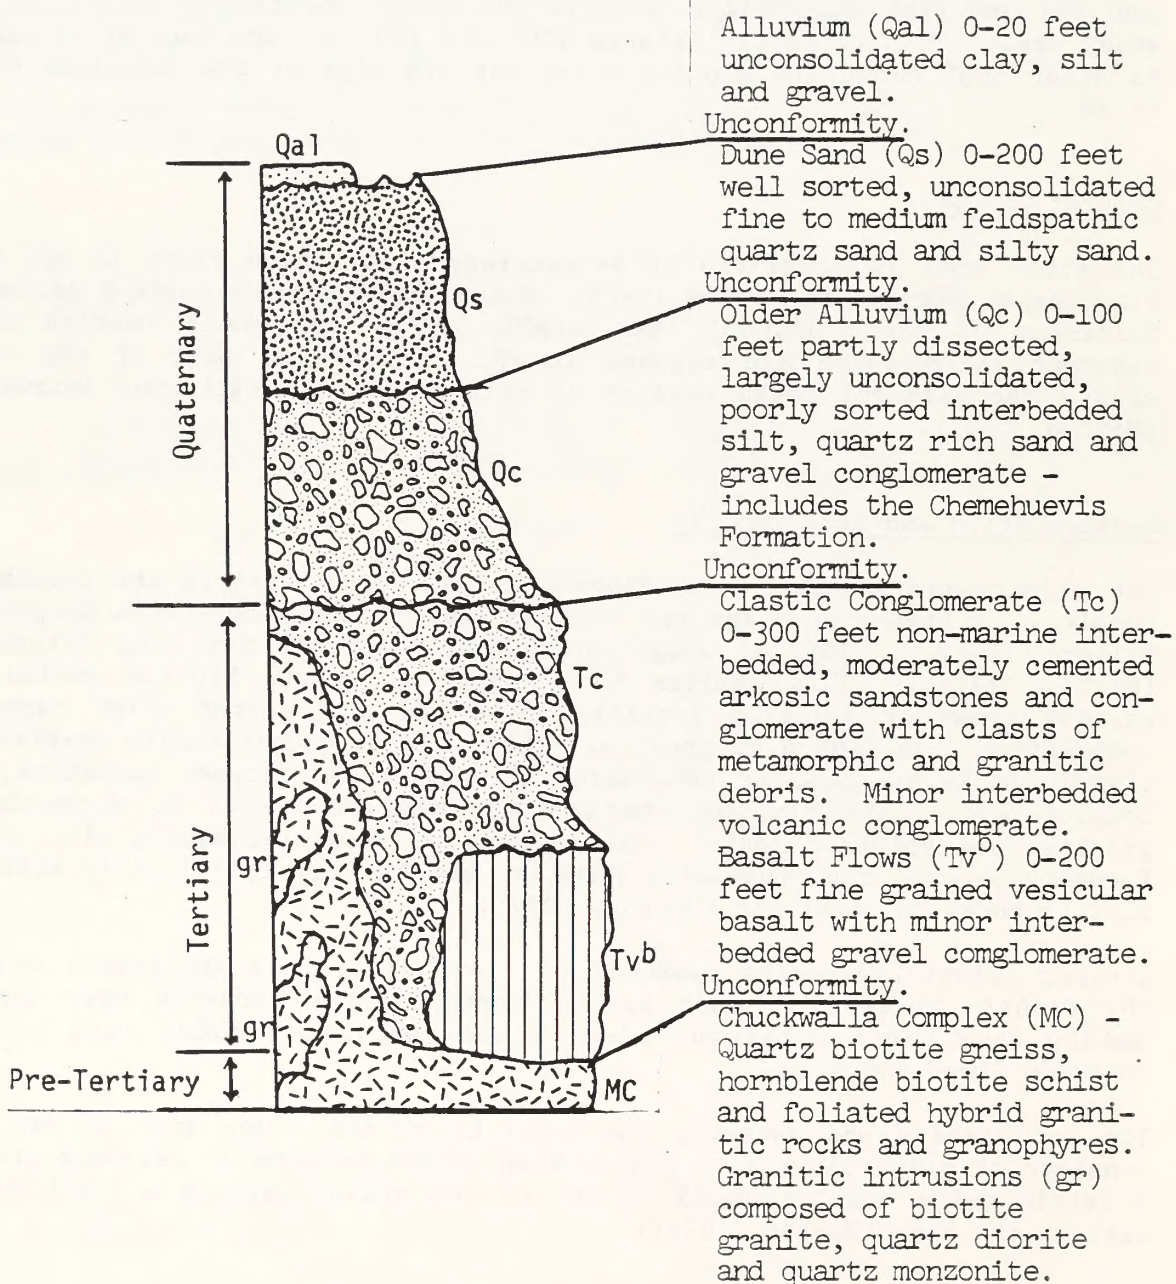 Alluvium (Qal) 0-20 feet
unconsolidated clay, silt
and gravel.
Unconformity.
Dune Sand (Qs) 0-200 feet
well sorted, unconsolidated
fine to medium feldspathic
quartz sand and silty sand.
Unconformity.
Older Alluvium (Qc) 0-100
feet partly dissected,
largely unconsolidated,
poorly sorted interbedded
silt, quartz rich sand and
gravel conglomerate -
includes the Chemehuevis
Formation.
Unconformity.
Clastic Conglomerate (Tc)
0-300 feet non-marine inter-
bedded, moderately cemented
arkosic sandstones and con-
glomerate with clasts of
metamorphic and granitic
debris. Minor interbedded
volcanic conglomerate.
Basalt Flows (Tvb) 0-200
feet fine grained vesicular
basalt with minor inter-
bedded gravel comglomerate.
Unconformity.
Chuckwalla Complex (MC) -
Quartz biotite gneiss,
hornblende biotite schist
and foliated hybrid grani-
tic rocks and granophyres.
Granitic intrusions (gr)
composed of biotite
granite, quartz diorite
and quartz monzonite.
Qal
Qs
Quaternary
Qc
Tc
Tertiary
gr
Tvb
gr
Pre-Tertiary
MC